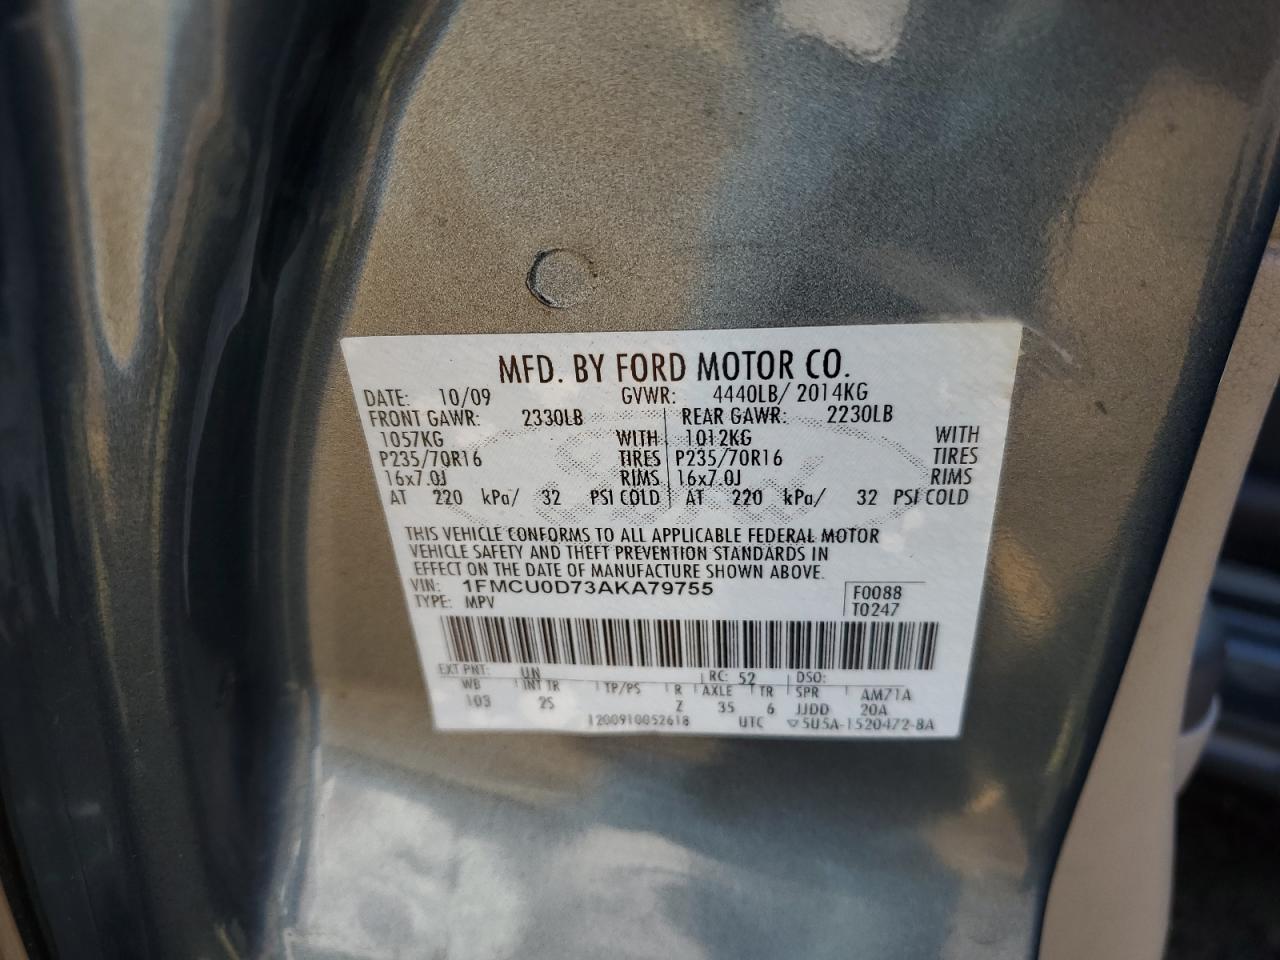 MFD. BY FORD MOTOR CO.
DATE: 10/09 GVWR: 4440LB/ 2014KG
FRONT GAWR: 2330LB REAR GAWR: 2230LB
1057KG WITH 1012KG WITH
P235/70R16 TIRES P235/70R16 TIRES
16x7.0J RIMS 16x7.0J RIMS
AT 220 kPa/ 32 PSI COLD AT 220 kPa/ 32 PSI COLD
THIS VEHICLE CONFORMS TO ALL APPLICABLE FEDERAL MOTOR
VEHICLE SAFETY AND THEFT PREVENTION STANDARDS IN
EFFECT ON THE DATE OF MANUFACTURE SHOWN ABOVE.
VIN: 1FMCU0D73AKA79755 F0088
TYPE: MPV T0247
EXT PNT: UN RC: 52 DSO:
WB INT TR TP/PS R AXLE TR SPR AM71A
103 2S Z 35 6 JJDD 20A
1200910052618 UTC ▽5U5A-1520472-8A